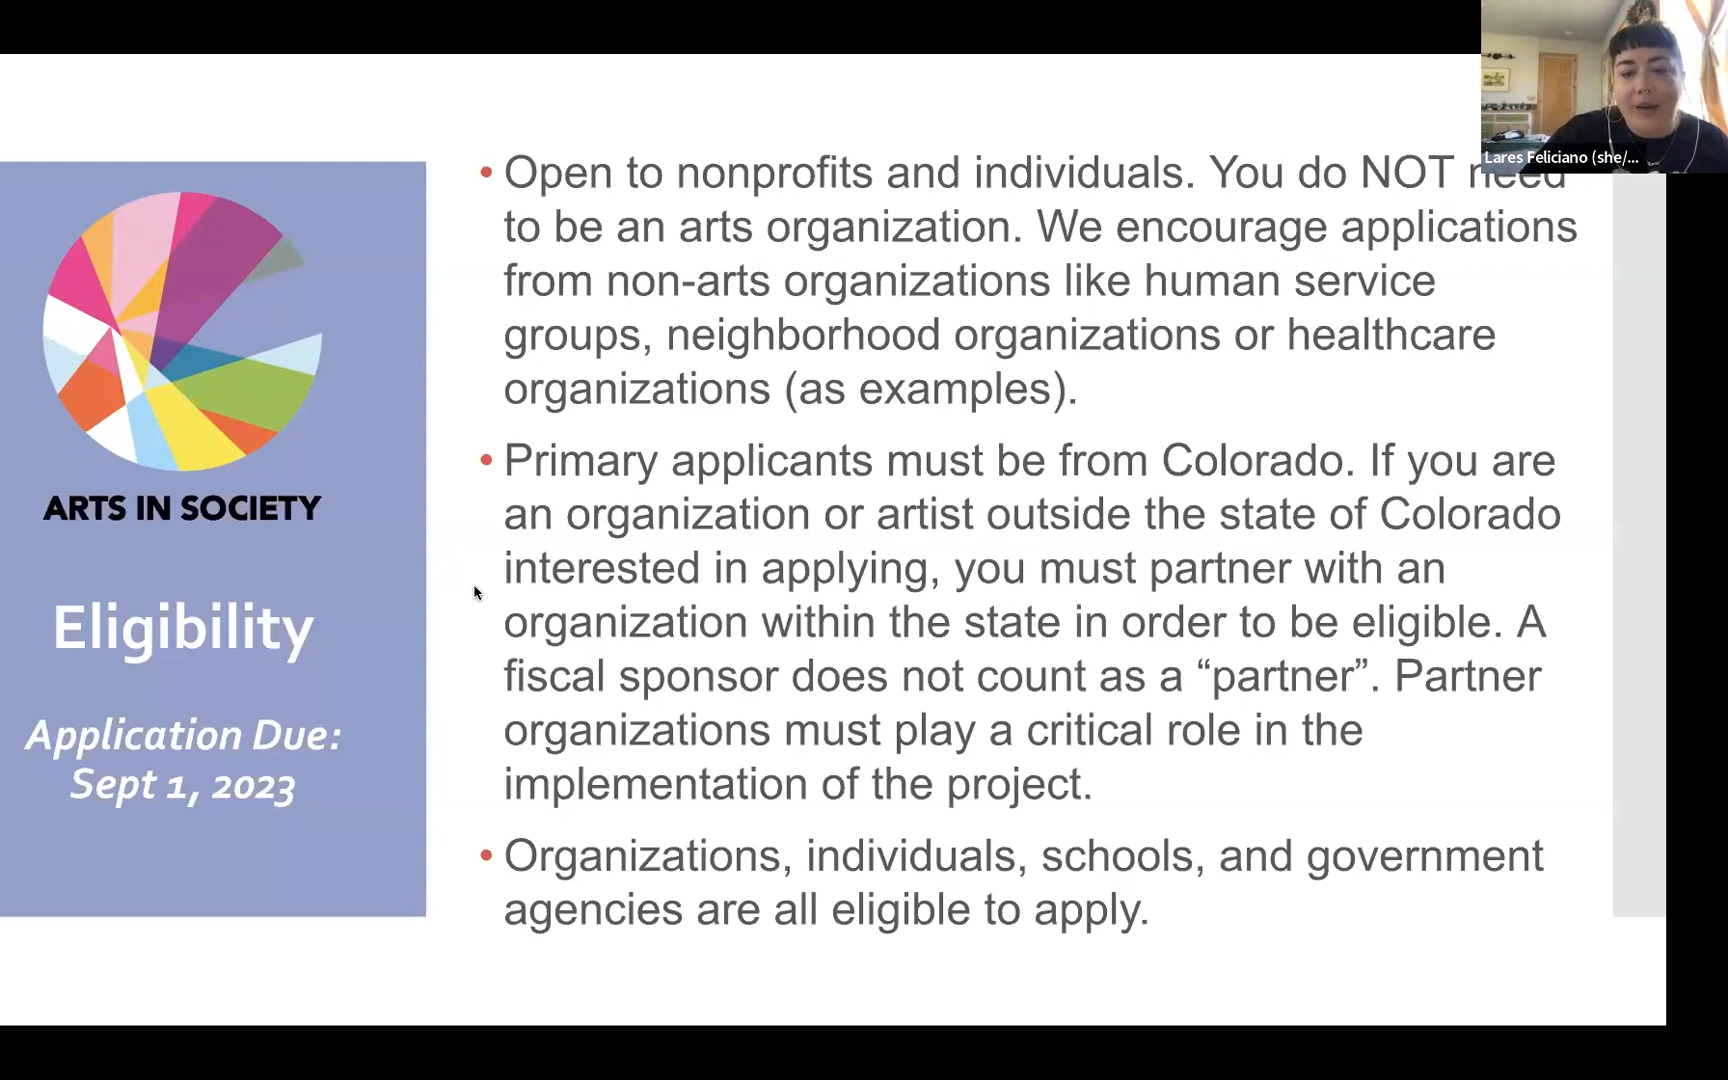 Lares Feliciano (she/...
• Open to nonprofits and individuals. You do NOT need
to be an arts organization. We encourage applications
from non-arts organizations like human service
groups, neighborhood organizations or healthcare
organizations (as examples).
• Primary applicants must be from Colorado. If you are
an organization or artist outside the state of Colorado
interested in applying, you must partner with an
organization within the state in order to be eligible. A
fiscal sponsor does not count as a “partner”. Partner
organizations must play a critical role in the
implementation of the project.
• Organizations, individuals, schools, and government
agencies are all eligible to apply.
ARTS IN SOCIETY
Eligibility
Application Due:
Sept 1, 2023